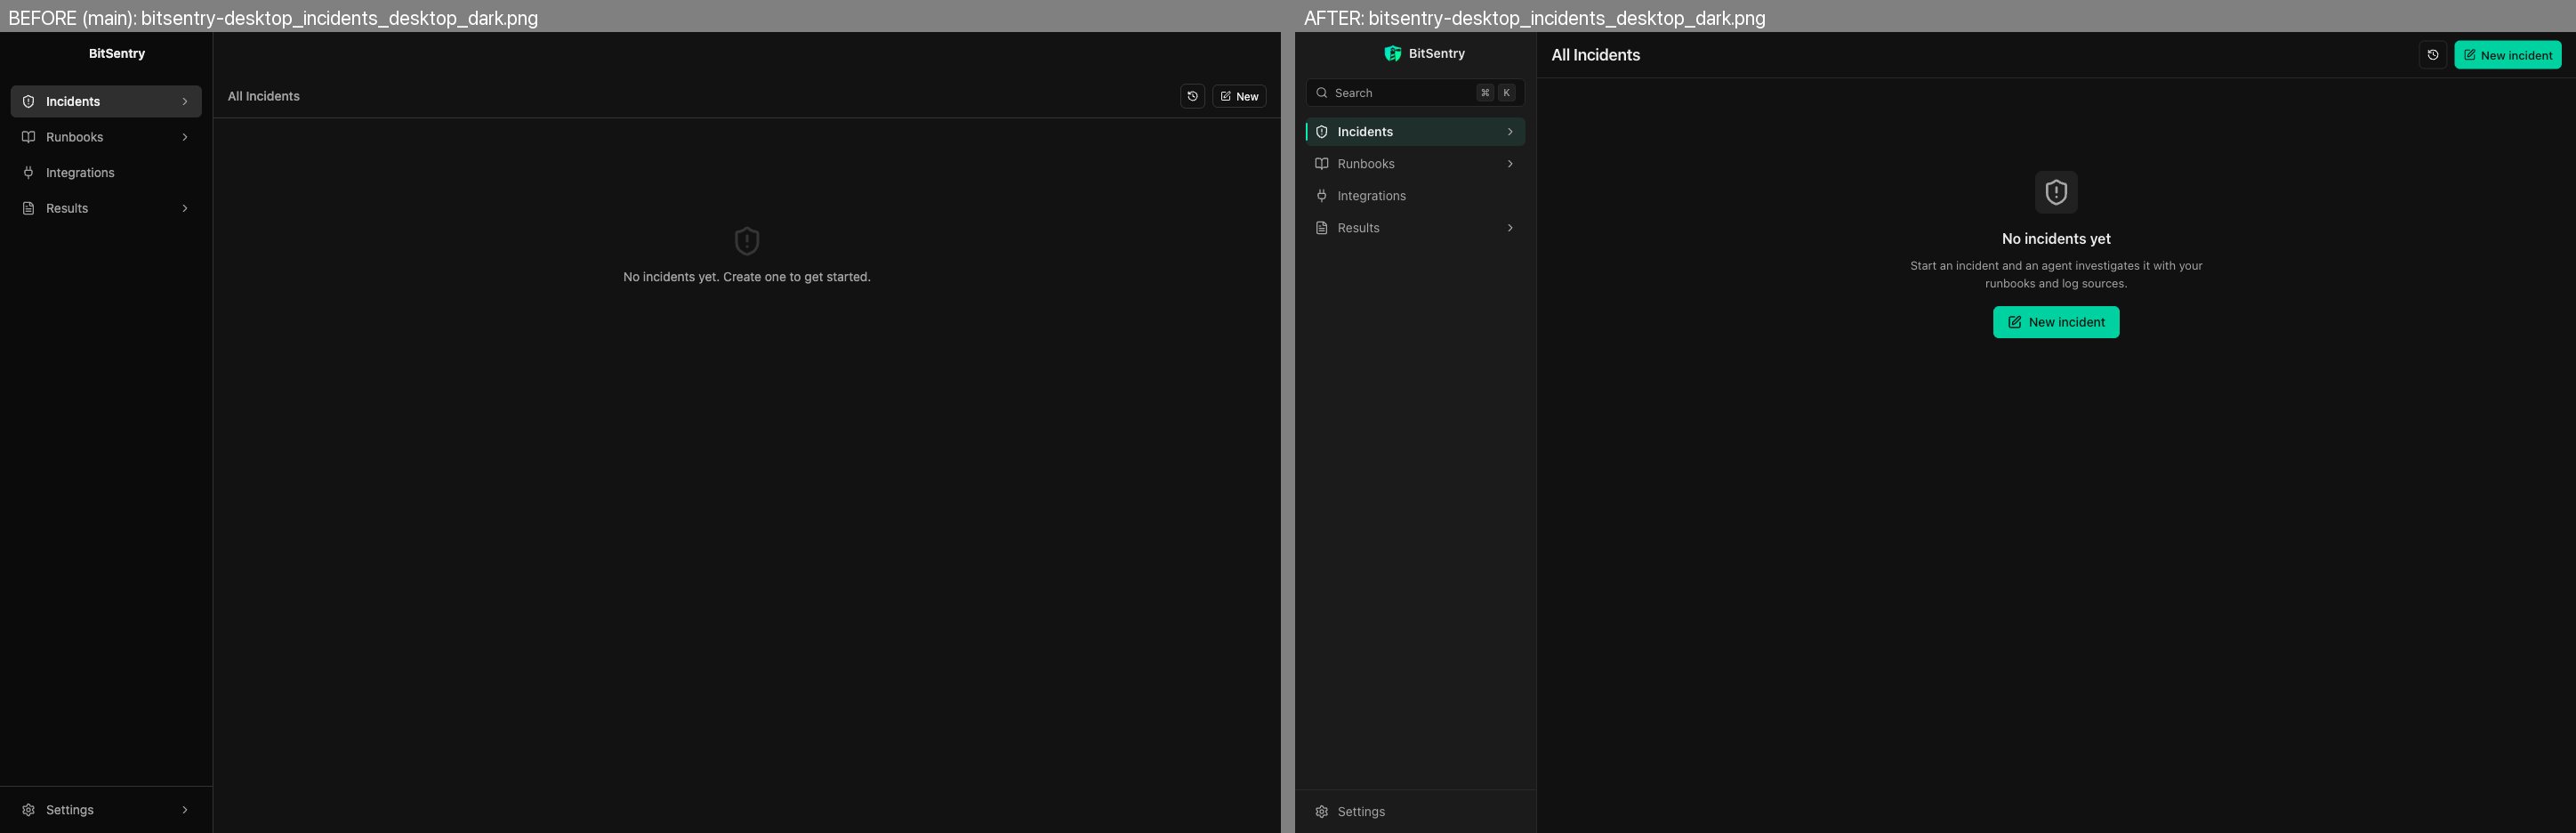 BEFORE (main): bitsentry-desktop_incidents_desktop_dark.png
BitSentry
Incidents
Runbooks
Integrations
Results
Settings
All Incidents
New
No incidents yet. Create one to get started.
AFTER: bitsentry-desktop_incidents_desktop_dark.png
BitSentry
Search ⌘ K
Incidents
Runbooks
Integrations
Results
Settings
All Incidents
New incident
No incidents yet
Start an incident and an agent investigates it with your
runbooks and log sources.
New incident